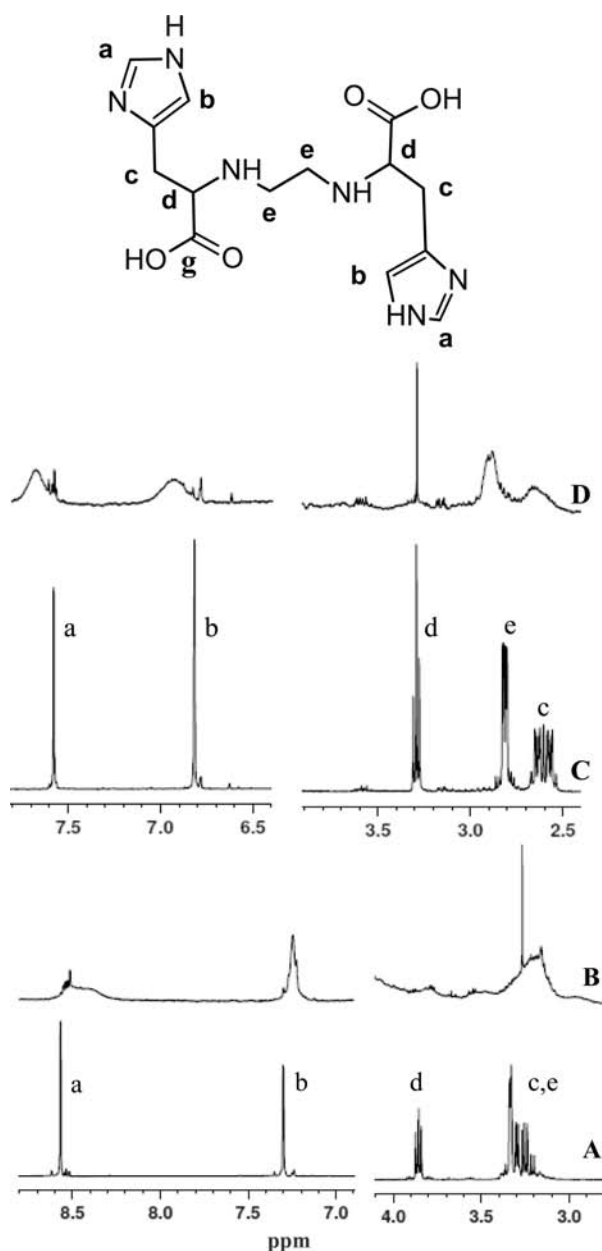 H
a N
N b
O OH
c NH e d
d NH c
e
HO g O
b N
HN
a
D
a b d e c
C
7.5 7.0 6.5 3.5 3.0 2.5
B
a b d c,e
A
8.5 8.0 7.5 7.0 4.0 3.5 3.0
ppm